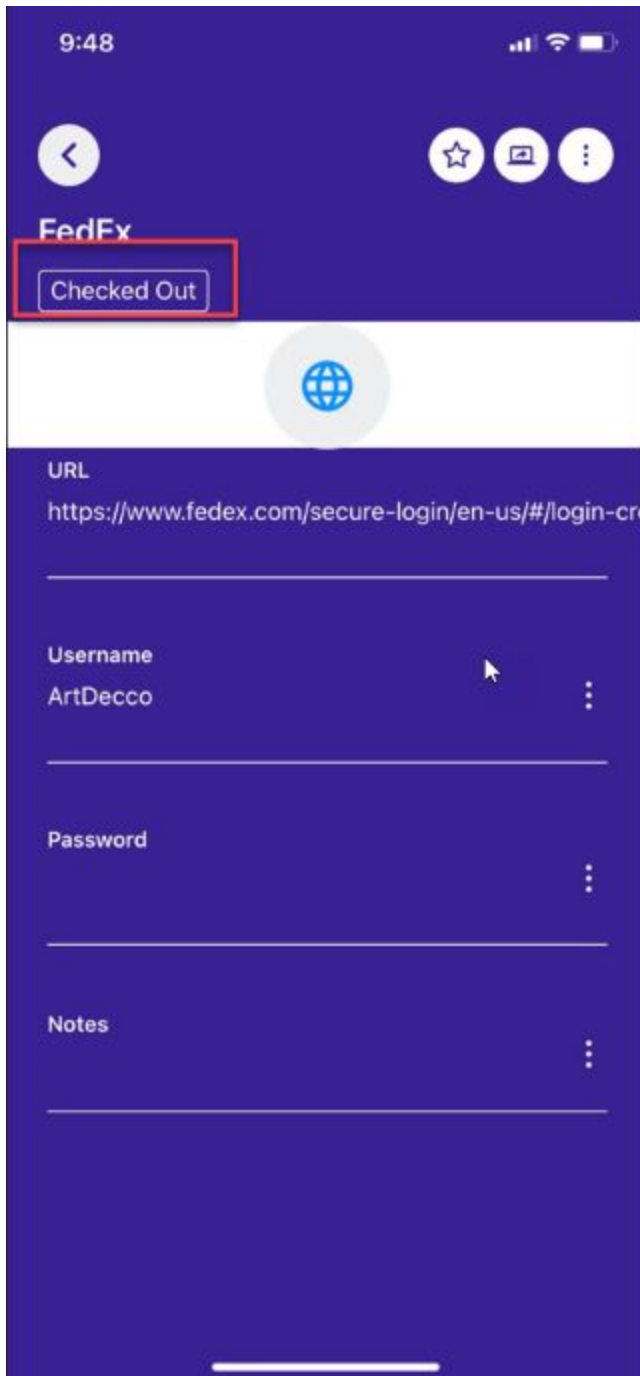 9:48
FedEx
Checked Out
URL
https://www.fedex.com/secure-login/en-us/#/login-cr
Username
ArtDecco
Password
Notes